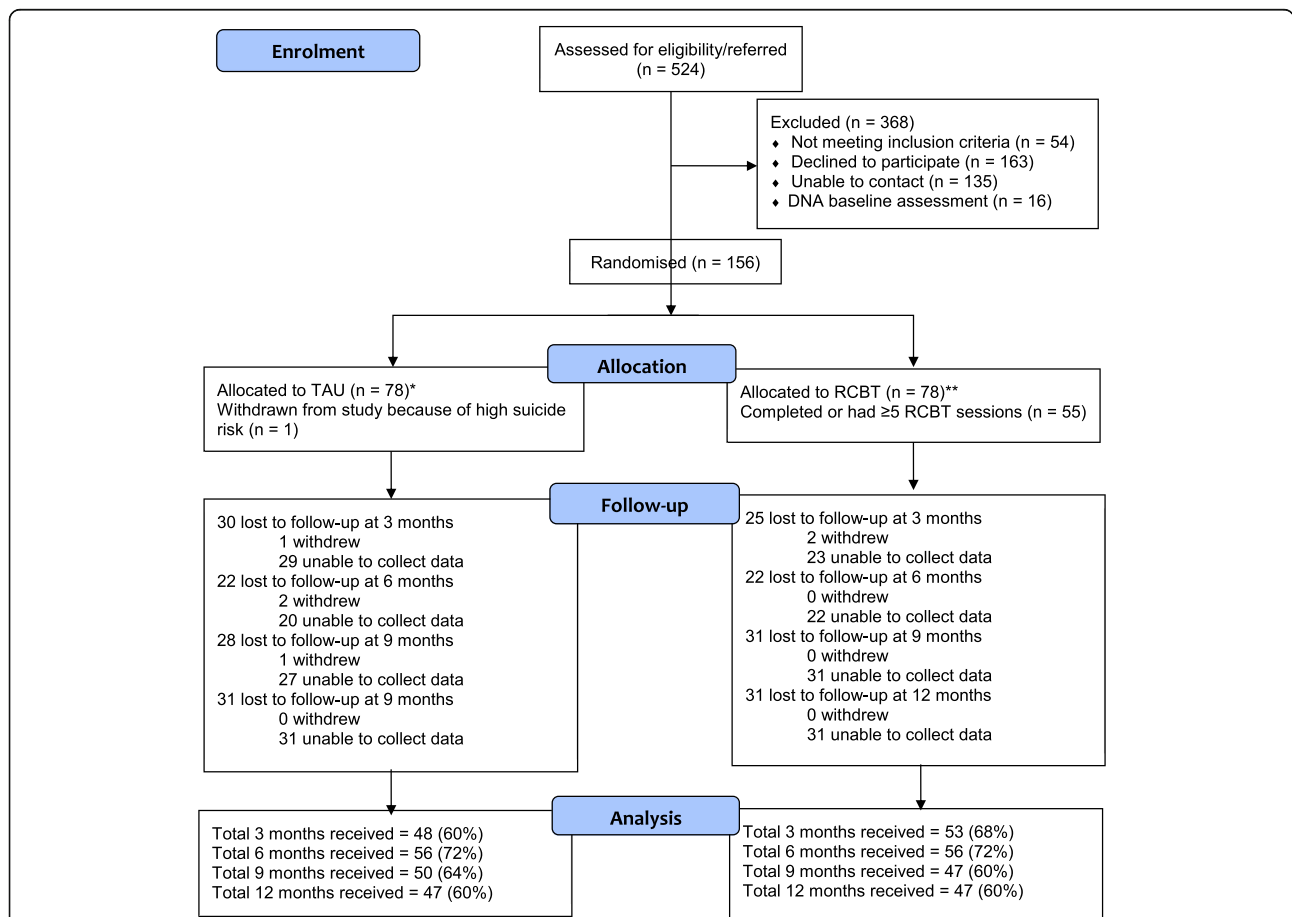 Enrolment
Assessed for eligibility/referred
(n = 524)
Excluded (n = 368)
♦ Not meeting inclusion criteria (n = 54)
♦ Declined to participate (n = 163)
♦ Unable to contact (n = 135)
♦ DNA baseline assessment (n = 16)
Randomised (n = 156)
Allocation
Allocated to TAU (n = 78)*
Withdrawn from study because of high suicide
risk (n = 1)
Allocated to RCBT (n = 78)**
Completed or had ≥5 RCBT sessions (n = 55)
Follow-up
30 lost to follow-up at 3 months
1 withdrew
29 unable to collect data
22 lost to follow-up at 6 months
2 withdrew
20 unable to collect data
28 lost to follow-up at 9 months
1 withdrew
27 unable to collect data
31 lost to follow-up at 9 months
0 withdrew
31 unable to collect data
25 lost to follow-up at 3 months
2 withdrew
23 unable to collect data
22 lost to follow-up at 6 months
0 withdrew
22 unable to collect data
31 lost to follow-up at 9 months
0 withdrew
31 unable to collect data
31 lost to follow-up at 12 months
0 withdrew
31 unable to collect data
Analysis
Total 3 months received = 48 (60%)
Total 6 months received = 56 (72%)
Total 9 months received = 50 (64%)
Total 12 months received = 47 (60%)
Total 3 months received = 53 (68%)
Total 6 months received = 56 (72%)
Total 9 months received = 47 (60%)
Total 12 months received = 47 (60%)